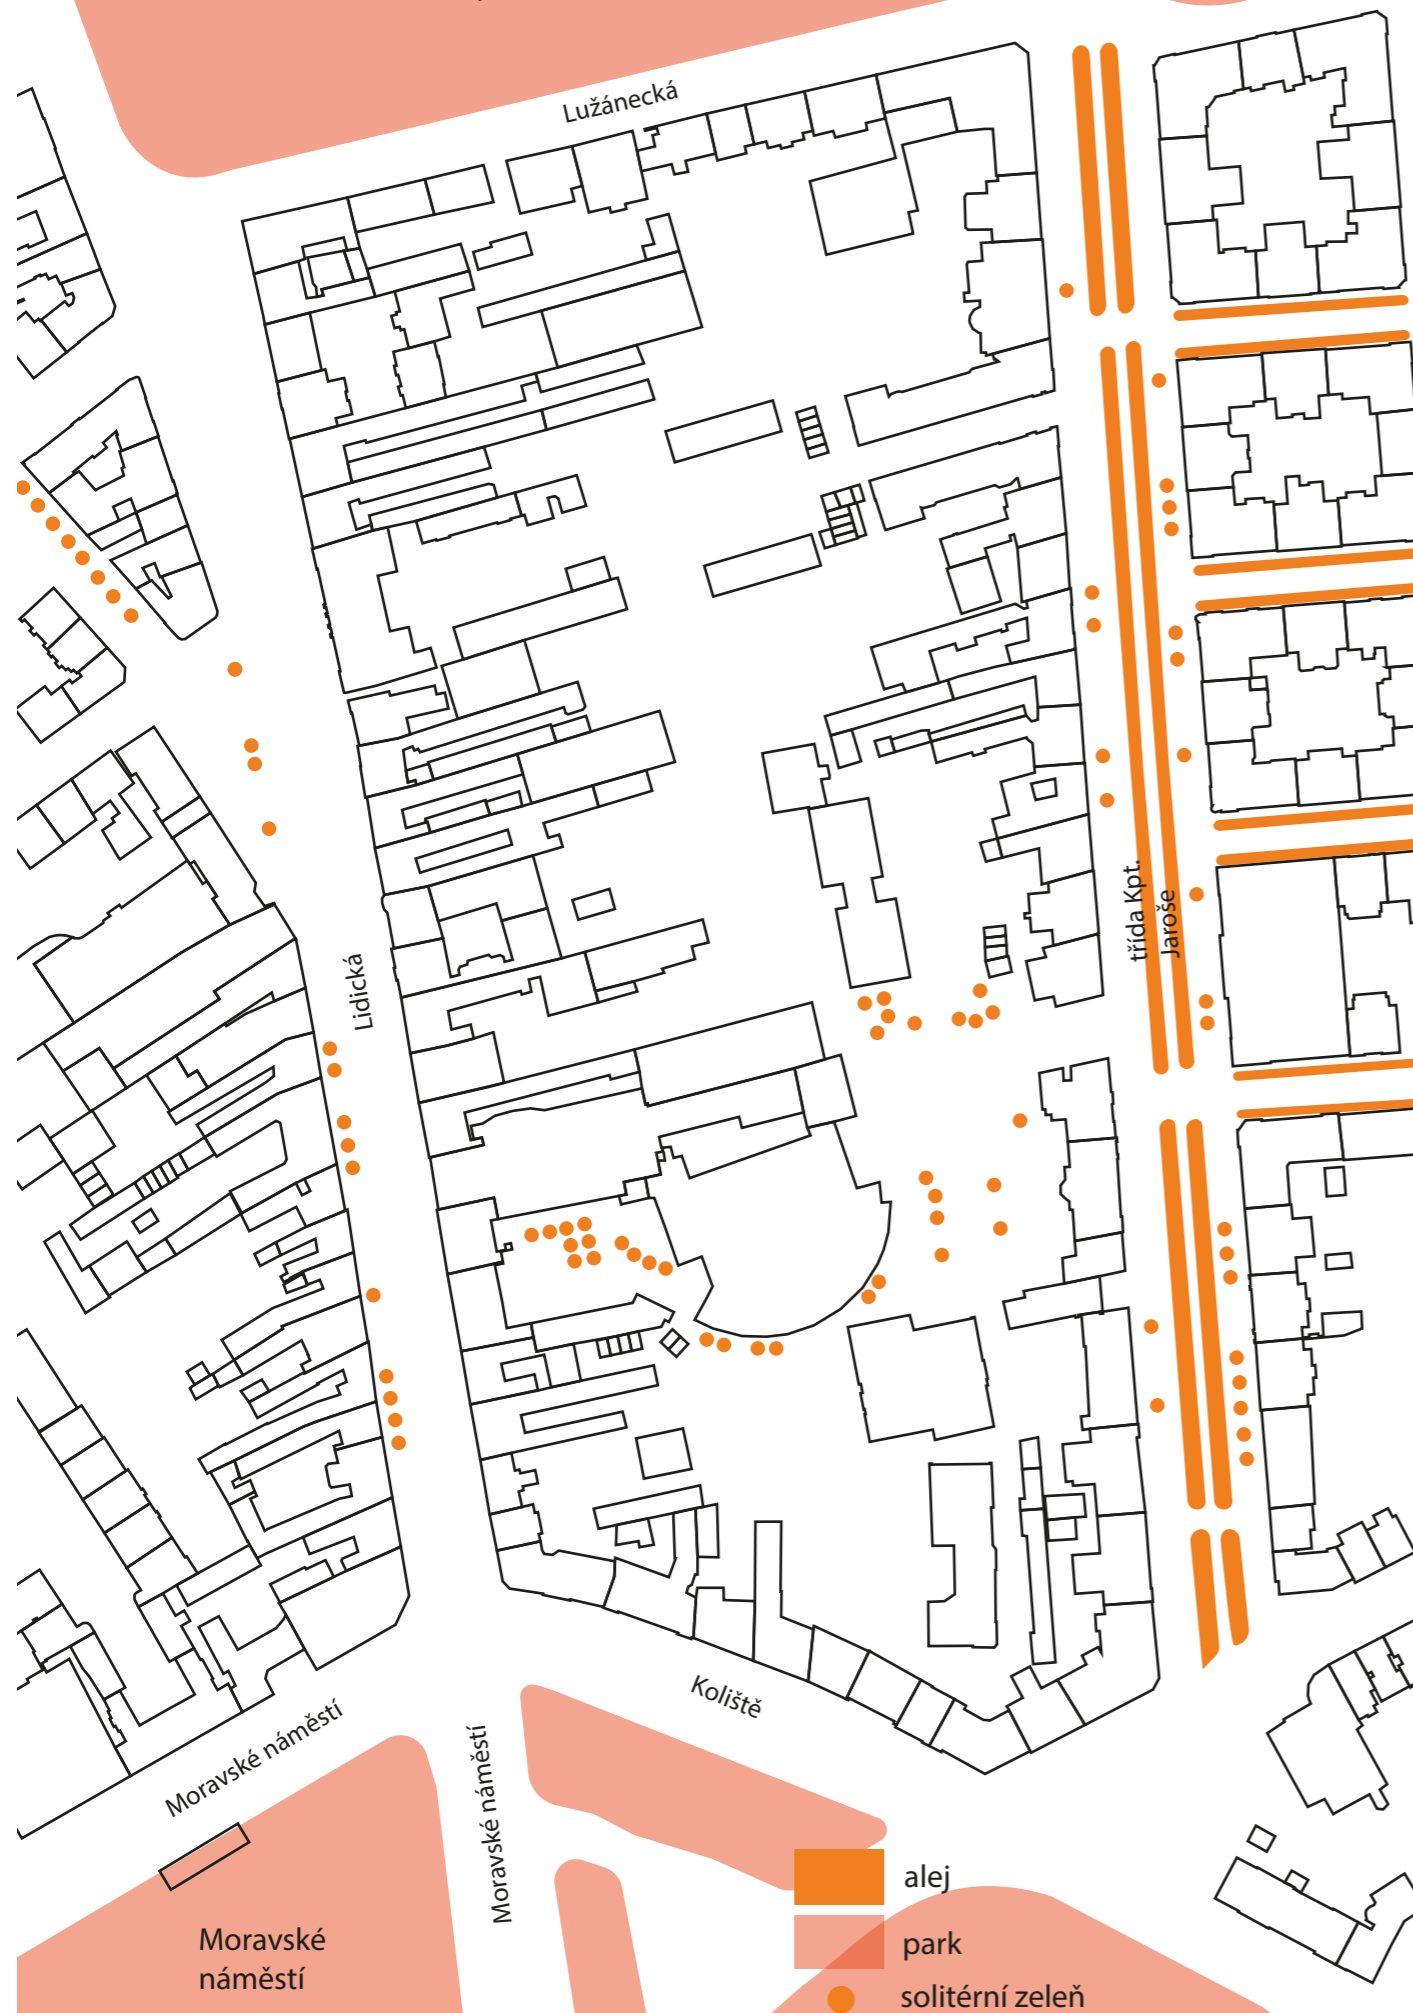 Lužánecká
třída Kpt.
Jaroše
Lidická
Koliště
Moravské náměstí
Moravské náměstí
Moravské
náměstí
alej
park
solitérní zeleň